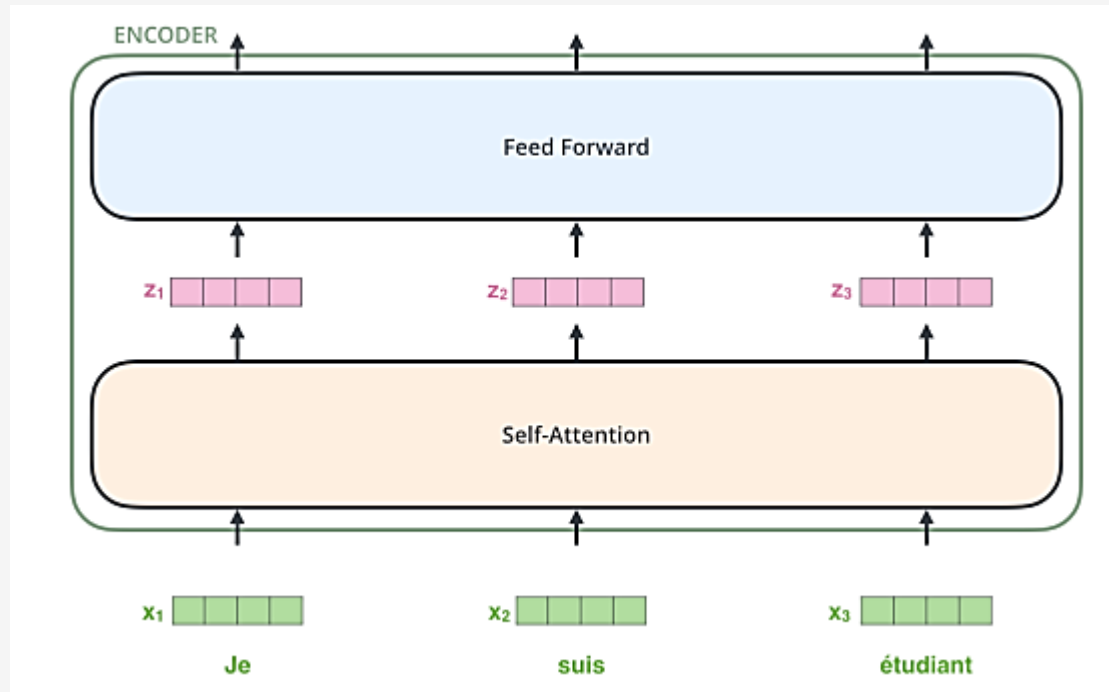 ENCODER
Feed Forward
z₁ z₂ z₃
Self-Attention
x₁ x₂ x₃
Je suis étudiant